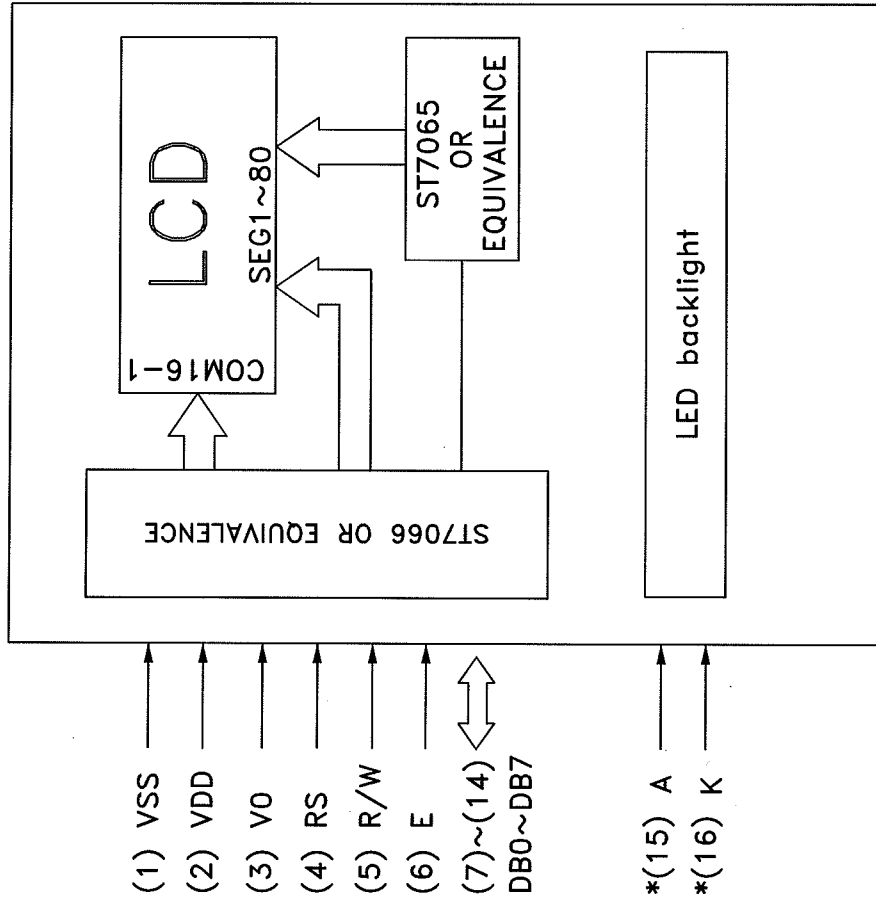 (1) VSS
(2) VDD
(3) V0
(4) RS
(5) R/W
(6) E
(7)~(14)
DB0~DB7
*(15) A
*(16) K
ST7066 OR EQUIVALENCE
LCD
COM16-1
SEG1~80
ST7065
OR
EQUIVALENCE
LED backlight